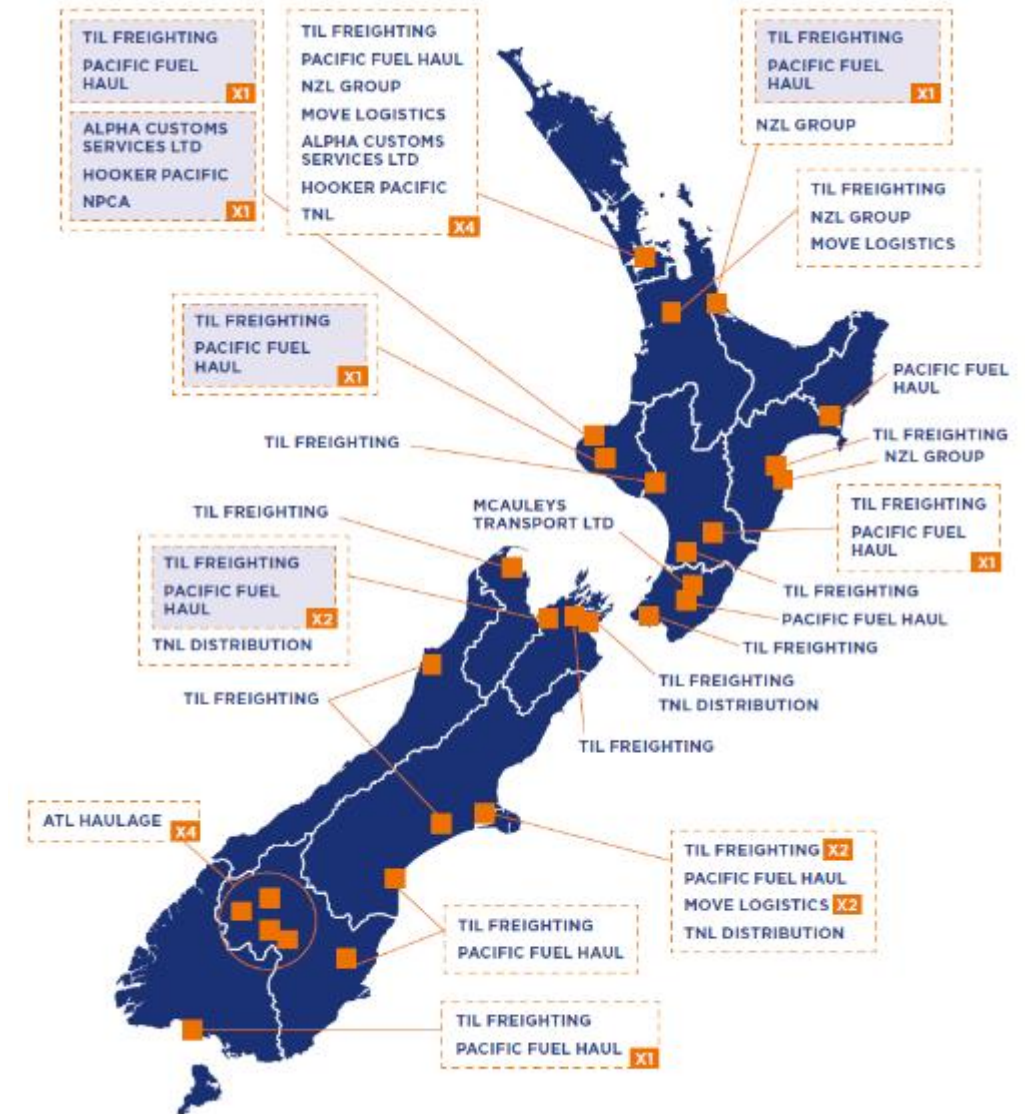 TIL FREIGHTING
PACIFIC FUEL
HAUL
X1
ALPHA CUSTOMS
SERVICES LTD
HOOKER PACIFIC
NPCA
X1
TIL FREIGHTING
PACIFIC FUEL HAUL
NZL GROUP
MOVE LOGISTICS
ALPHA CUSTOMS
SERVICES LTD
HOOKER PACIFIC
TNL
X4
TIL FREIGHTING
PACIFIC FUEL
HAUL
X1
NZL GROUP
TIL FREIGHTING
NZL GROUP
MOVE LOGISTICS
TIL FREIGHTING
PACIFIC FUEL
HAUL
X1
PACIFIC FUEL
HAUL
TIL FREIGHTING
TIL FREIGHTING
NZL GROUP
TIL FREIGHTING
PACIFIC FUEL
HAUL
X1
MCAULEYS
TRANSPORT LTD
TIL FREIGHTING
TIL FREIGHTING
PACIFIC FUEL
HAUL
X2
TNL DISTRIBUTION
TIL FREIGHTING
PACIFIC FUEL HAUL
TIL FREIGHTING
TIL FREIGHTING
TNL DISTRIBUTION
TIL FREIGHTING
TIL FREIGHTING
ATL HAULAGE
X4
TIL FREIGHTING X2
PACIFIC FUEL HAUL
MOVE LOGISTICS X2
TNL DISTRIBUTION
TIL FREIGHTING
PACIFIC FUEL HAUL
TIL FREIGHTING
PACIFIC FUEL HAUL
X1